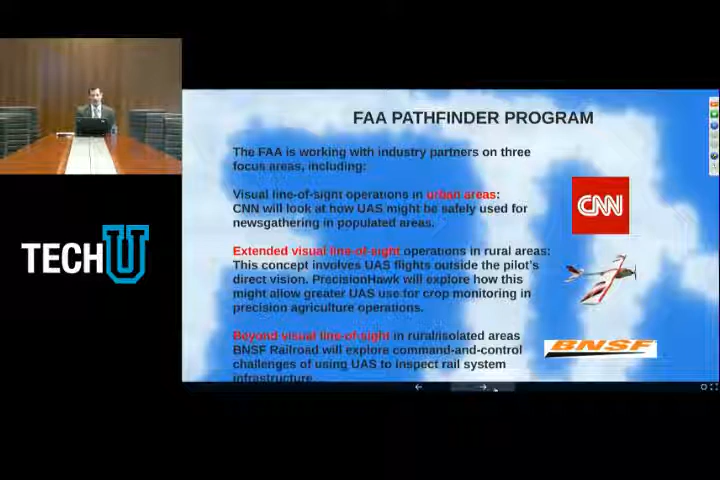 FAA PATHFINDER PROGRAM
The FAA is working with industry partners on three
focus areas, including:
Visual line-of-sight operations in urban areas:
CNN will look at how UAS might be safely used for
newsgathering in populated areas.
CNN
Extended visual line-of-sight operations in rural areas:
This concept involves UAS flights outside the pilot's
direct vision. PrecisionHawk will explore how this
might allow greater UAS use for crop monitoring in
precision agriculture operations.
Beyond visual line-of-sight in rural/isolated areas
BNSF Railroad will explore command-and-control
challenges of using UAS to inspect rail system
infrastructure.
BNSF
TECH U